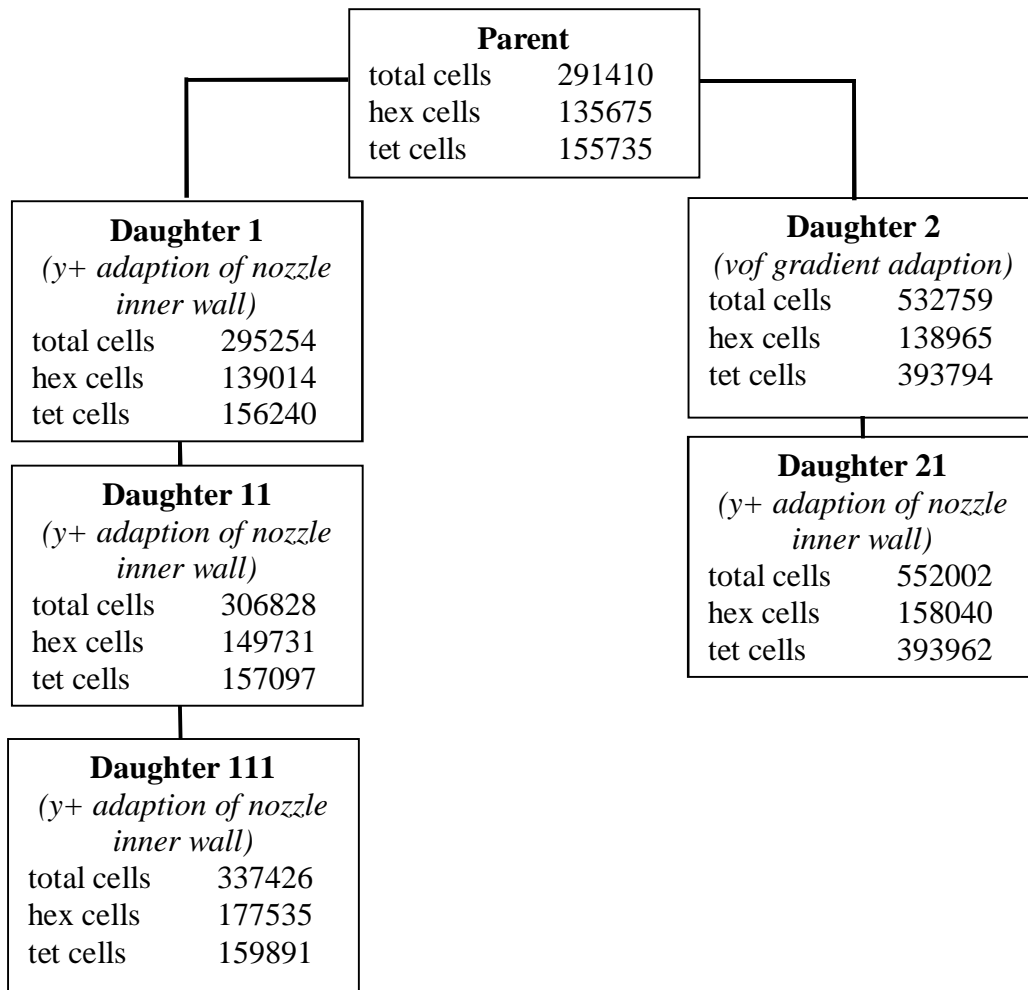 Parent
total cells 291410
hex cells 135675
tet cells 155735
Daughter 1
(y+ adaption of nozzle
inner wall)
total cells 295254
hex cells 139014
tet cells 156240
Daughter 2
(vof gradient adaption)
total cells 532759
hex cells 138965
tet cells 393794
Daughter 11
(y+ adaption of nozzle
inner wall)
total cells 306828
hex cells 149731
tet cells 157097
Daughter 21
(y+ adaption of nozzle
inner wall)
total cells 552002
hex cells 158040
tet cells 393962
Daughter 111
(y+ adaption of nozzle
inner wall)
total cells 337426
hex cells 177535
tet cells 159891